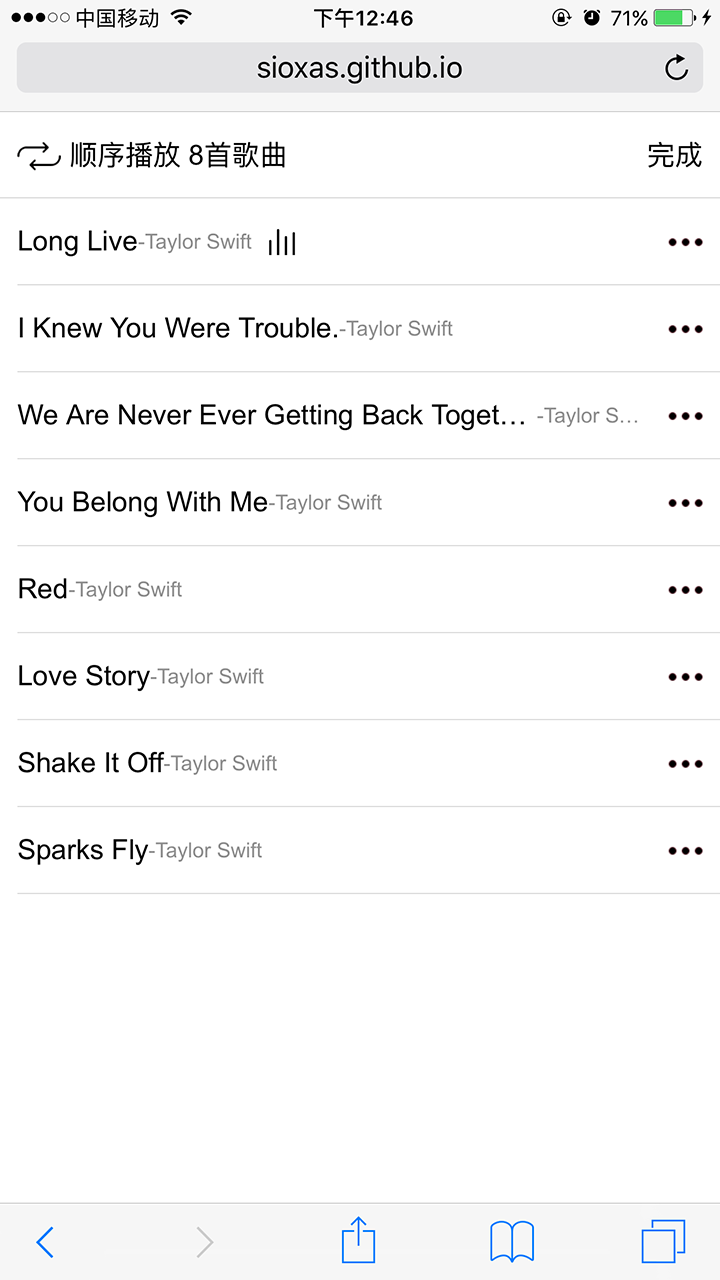 中国移动 下午12:46 71%
sioxas.github.io
顺序播放 8首歌曲 完成
Long Live-Taylor Swift
I Knew You Were Trouble.-Taylor Swift
We Are Never Ever Getting Back Toget… -Taylor S…
You Belong With Me-Taylor Swift
Red-Taylor Swift
Love Story-Taylor Swift
Shake It Off-Taylor Swift
Sparks Fly-Taylor Swift